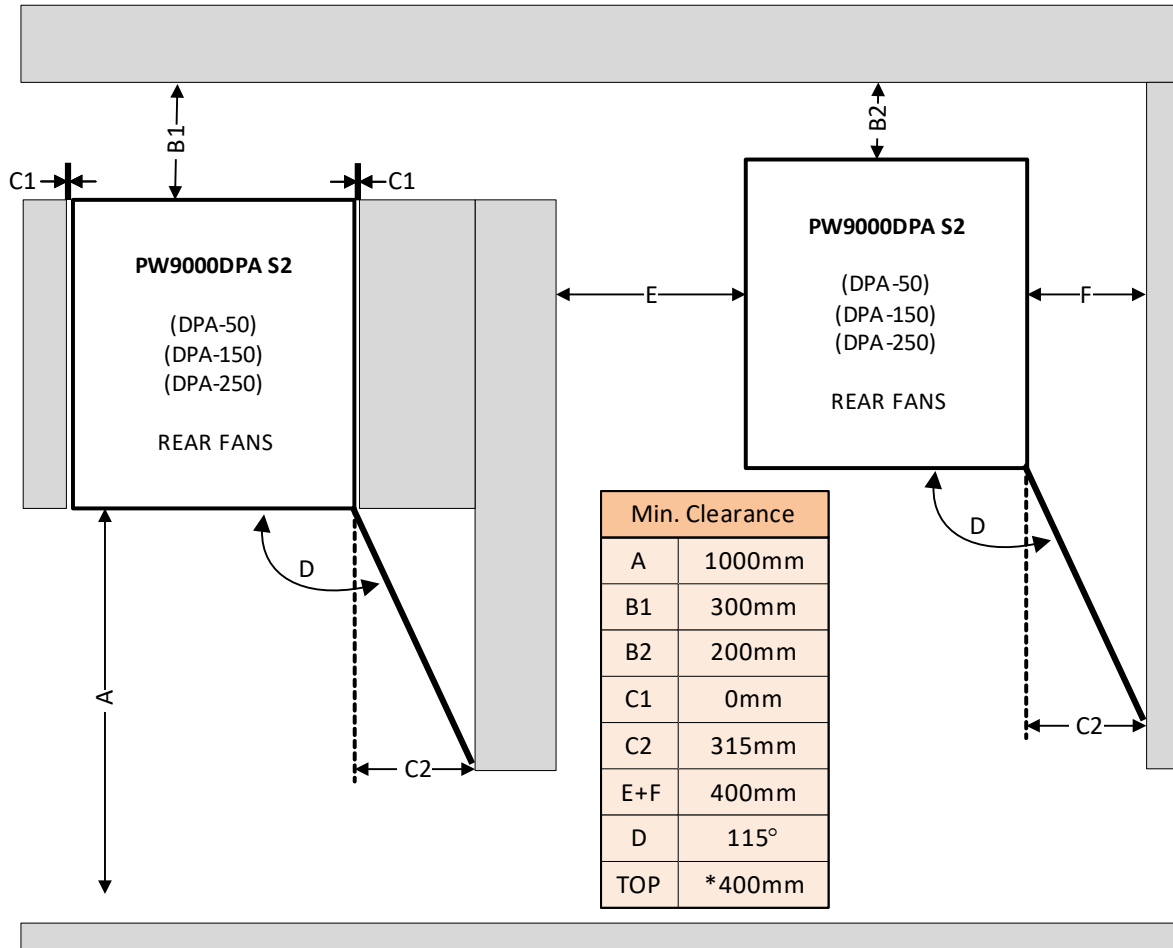 B1
B2
C1
C1
PW9000DPA S2
(DPA-50)
(DPA-150)
(DPA-250)
REAR FANS
E
PW9000DPA S2
(DPA-50)
(DPA-150)
(DPA-250)
REAR FANS
F
D
D
A
C2
C2
Min. Clearance
A 1000mm
B1 300mm
B2 200mm
C1 0mm
C2 315mm
E+F 400mm
D 115°
TOP *400mm